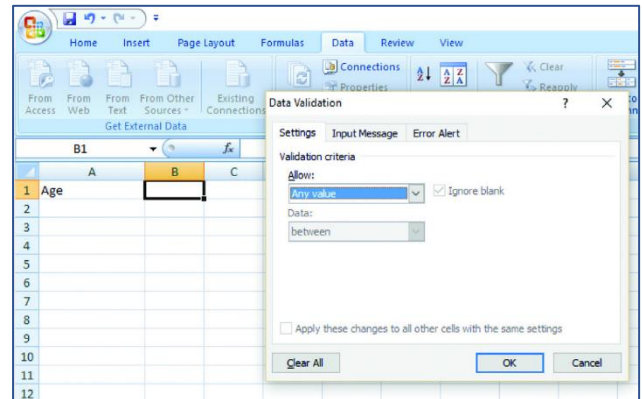 Home Insert Page Layout Formulas Data Review View
From Access
From Web
From Text
From Other Sources
Existing Connections
Get External Data
Connections
Properties
Clear
Reapply
B1 fx
A B C
1 Age
2
3
4
5
6
7
8
9
10
11
12
Data Validation ? X
Settings Input Message Error Alert
Validation criteria
Allow:
Any value
Ignore blank
Data:
between
Apply these changes to all other cells with the same settings
Clear All OK Cancel